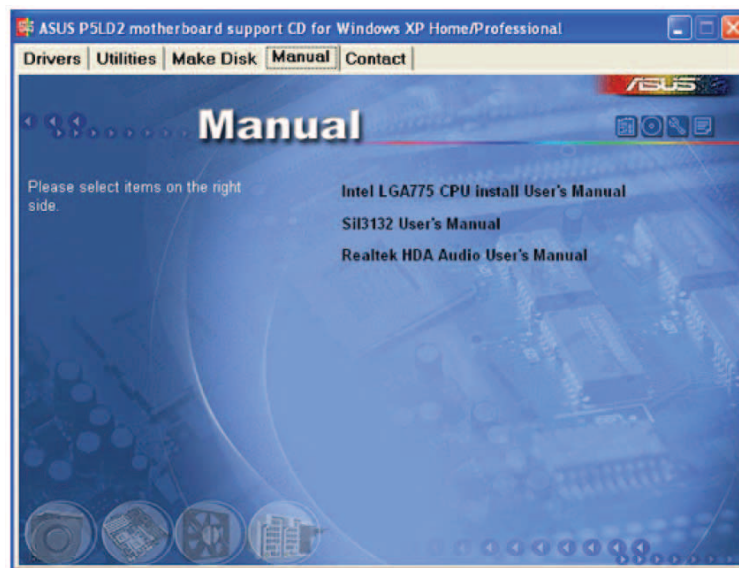 ASUS P5LD2 motherboard support CD for Windows XP Home/Professional
Drivers Utilities Make Disk Manual Contact
ASUS
Manual
Please select items on the right
side.
Intel LGA775 CPU install User's Manual
Sil3132 User's Manual
Realtek HDA Audio User's Manual